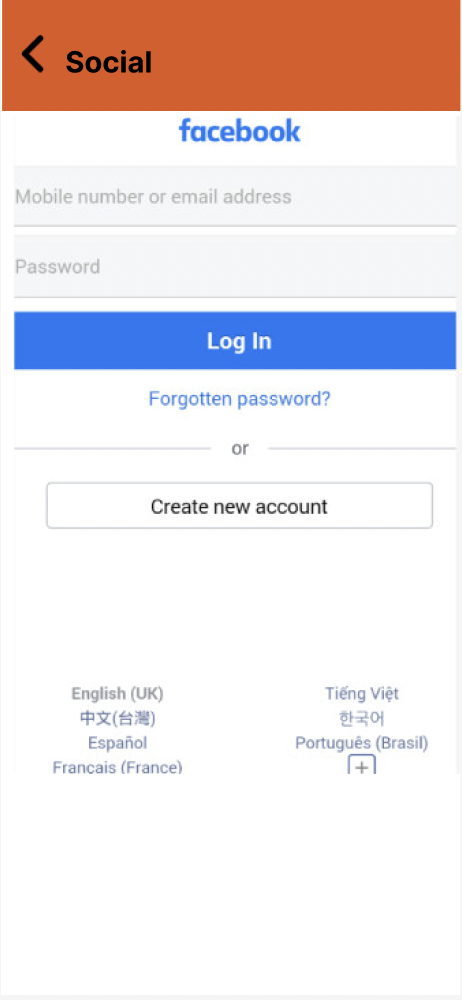 Social
facebook
Mobile number or email address
Password
Log In
Forgotten password?
or
Create new account
English (UK)
Tiếng Việt
中文(台灣)
한국어
Español
Português (Brasil)
Français (France)
+